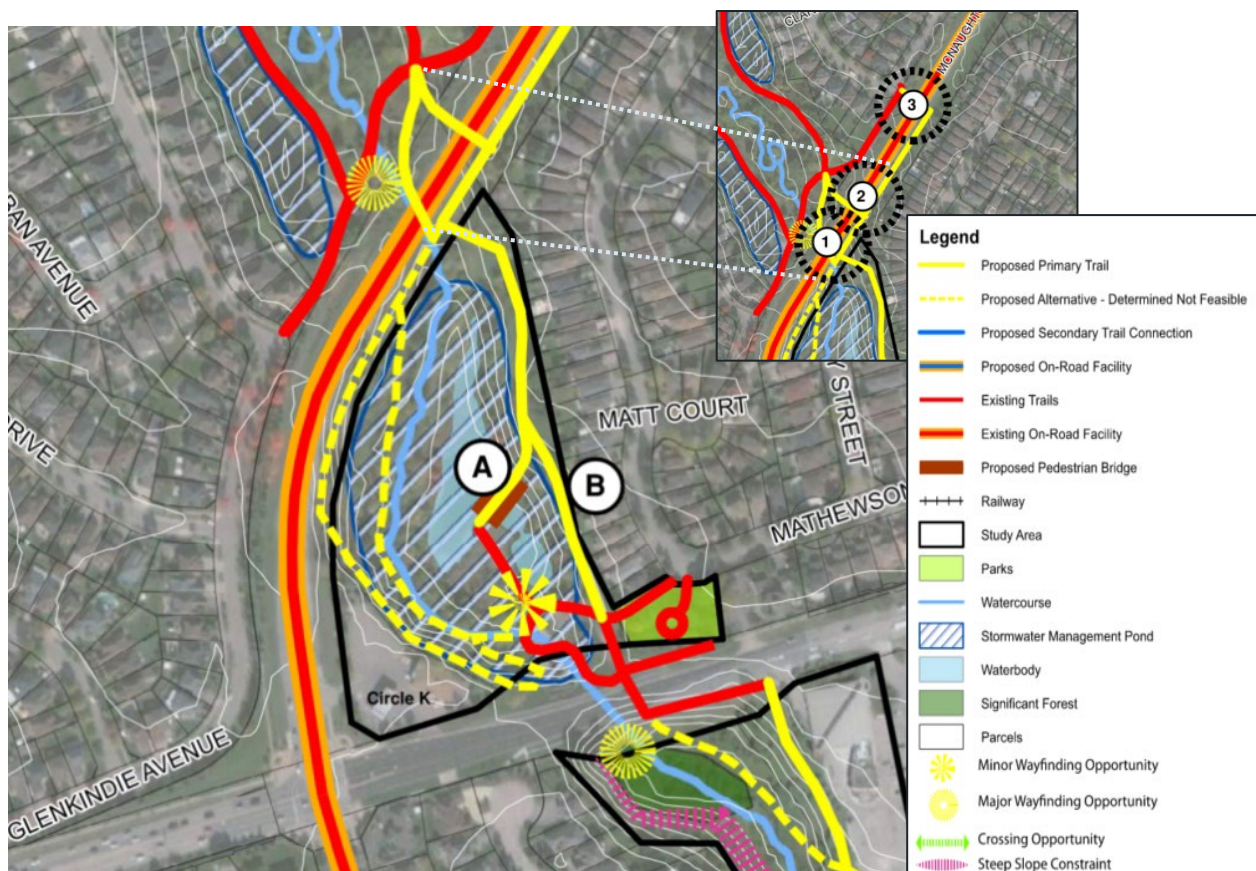 CLAR
MCNAUGHT
3
2
1
RAN AVENUE
DRIVE
MATT COURT
Y STREET
MATHEWSON
A
B
Circle K
GLENKINDIE AVENUE
Legend
Proposed Primary Trail
Proposed Alternative - Determined Not Feasible
Proposed Secondary Trail Connection
Proposed On-Road Facility
Existing Trails
Existing On-Road Facility
Proposed Pedestrian Bridge
Railway
Study Area
Parks
Watercourse
Stormwater Management Pond
Waterbody
Significant Forest
Parcels
Minor Wayfinding Opportunity
Major Wayfinding Opportunity
Crossing Opportunity
Steep Slope Constraint